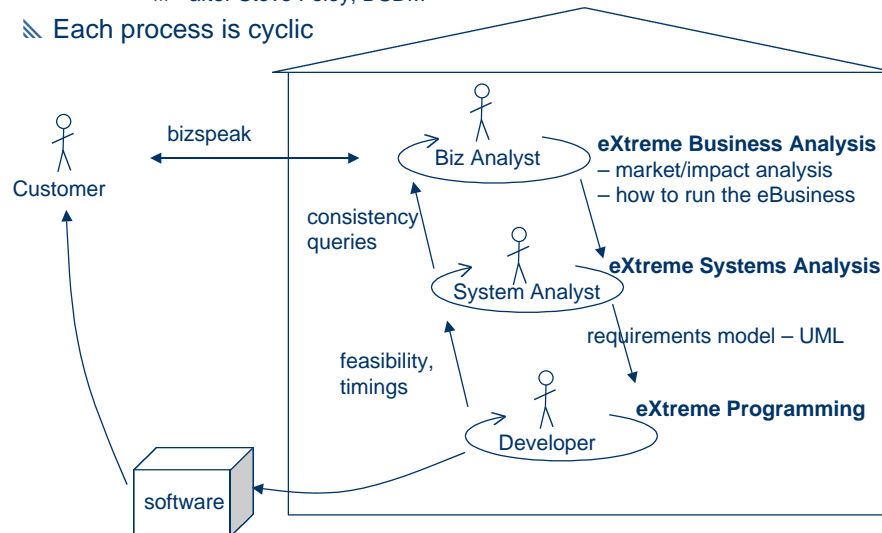 Each process is cyclic
bizspeak
Customer
Biz Analyst
eXtreme Business Analysis
– market/impact analysis
– how to run the eBusiness
consistency
queries
eXtreme Systems Analysis
System Analyst
requirements model – UML
feasibility,
timings
eXtreme Programming
Developer
software